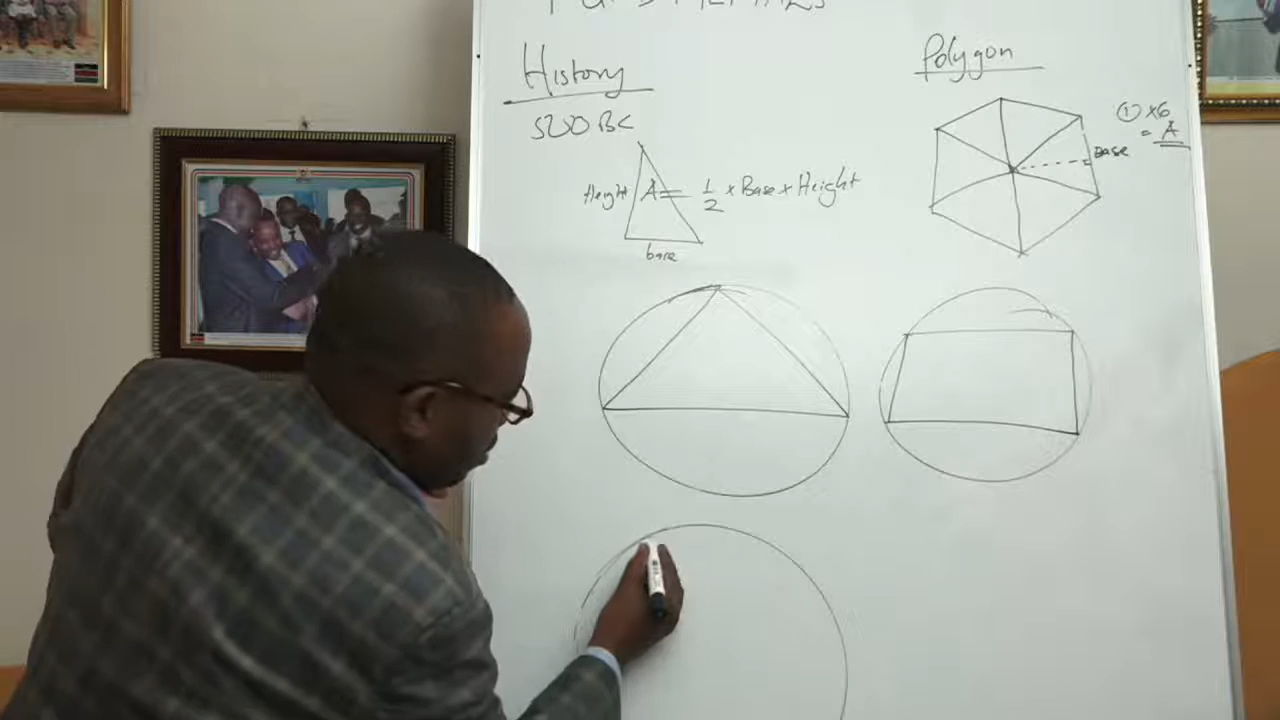 History
Polygon
500 BC
① x6
= A
Base
Height
A = 1/2 x Base x Height
base